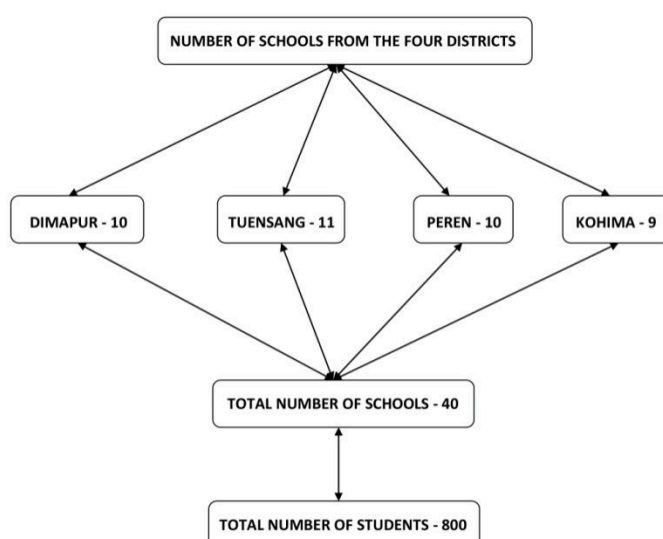 NUMBER OF SCHOOLS FROM THE FOUR DISTRICTS
DIMAPUR - 10
TUENSANG - 11
PEREN - 10
KOHIMA - 9
TOTAL NUMBER OF SCHOOLS - 40
TOTAL NUMBER OF STUDENTS - 800